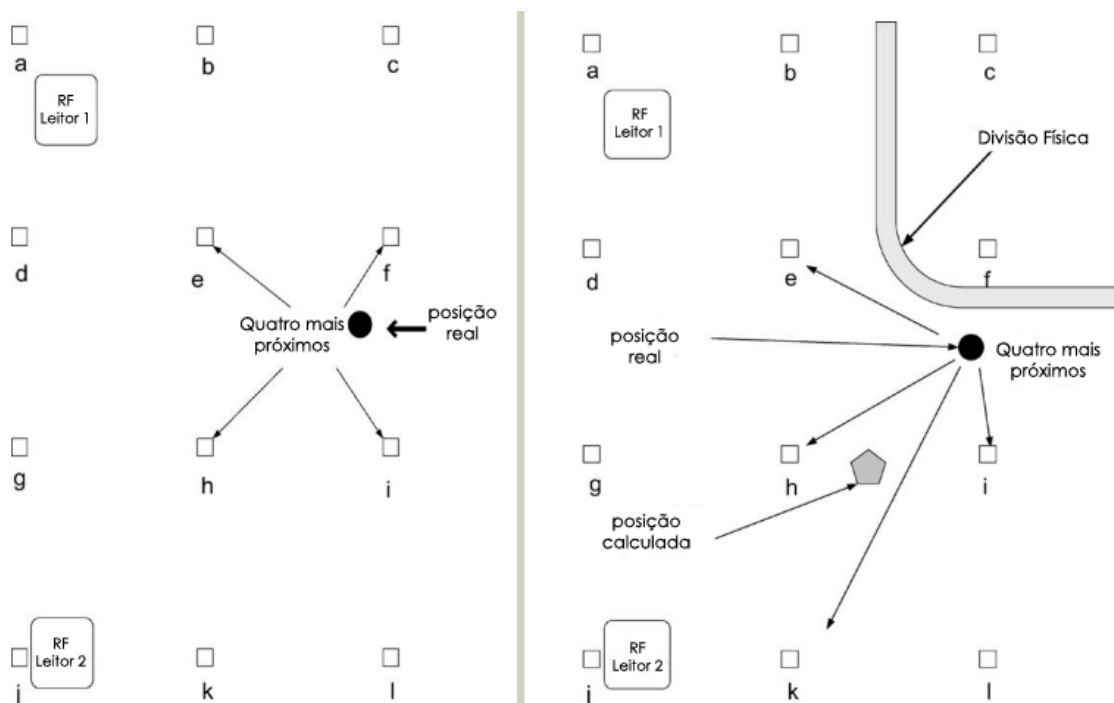 a
b
c
RF
Leitor 1
d
e
f
Quatro mais
próximos
posição
real
g
h
i
RF
Leitor 2
j
k
l
a
b
c
RF
Leitor 1
Divisão Física
d
e
f
posição
real
Quatro mais
próximos
g
h
i
posição
calculada
RF
Leitor 2
j
k
l